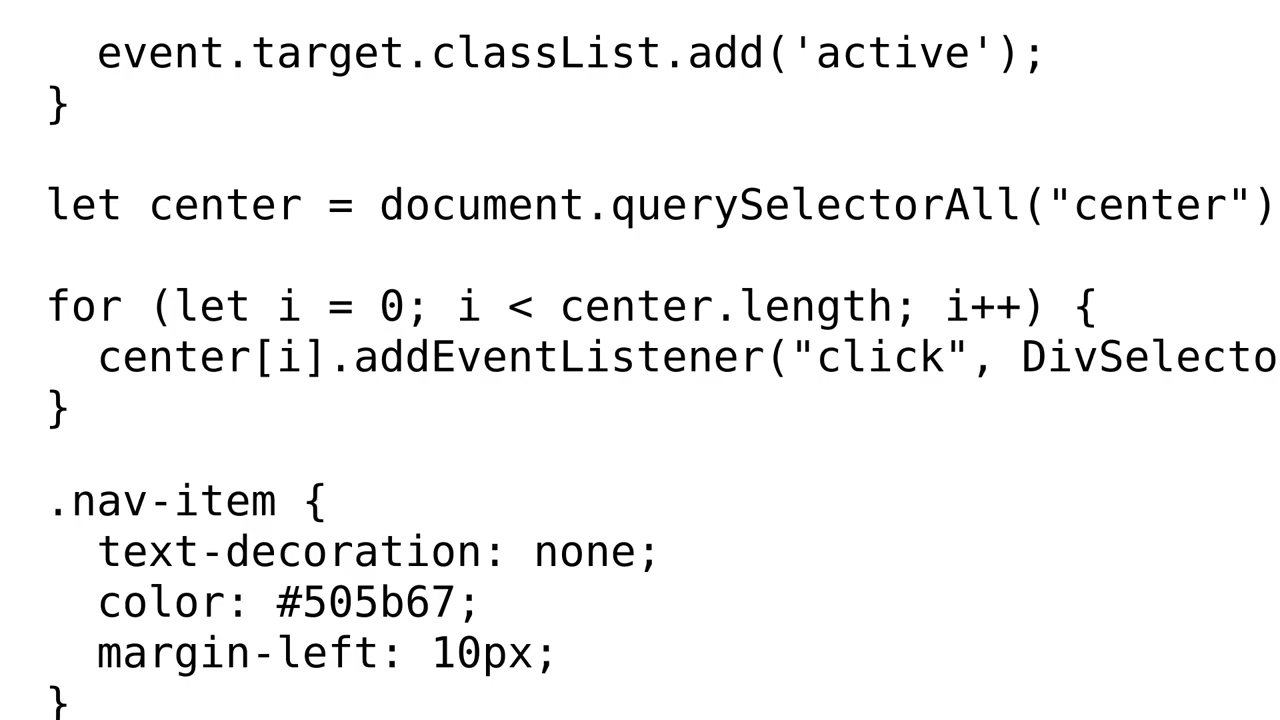 event.target.classList.add('active');
}
let center = document.querySelectorAll("center")
for (let i = 0; i < center.length; i++) {
center[i].addEventListener("click", DivSelecto
}
.nav-item {
text-decoration: none;
color: #505b67;
margin-left: 10px;
}